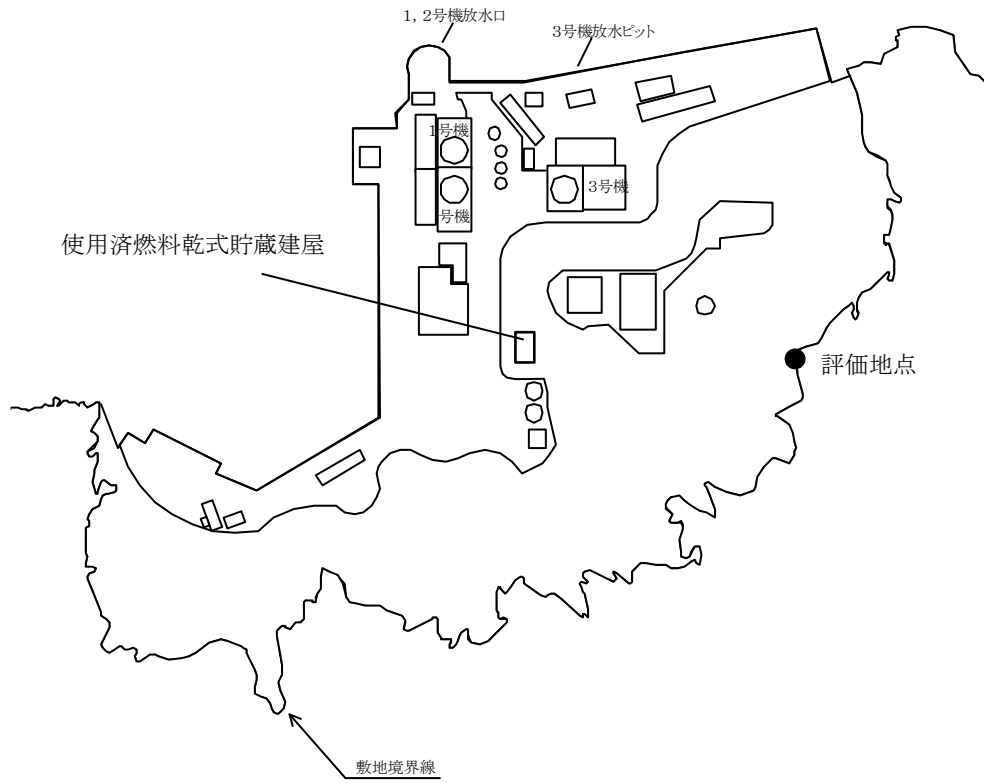 1, 2号機放水口
3号機放水ピット
1号機
3号機
号機
使用済燃料乾式貯蔵建屋
評価地点
敷地境界線